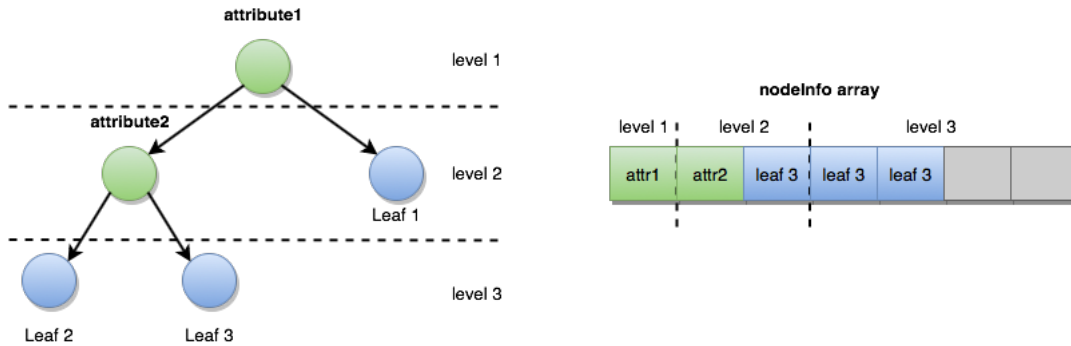 attribute1
level 1
attribute2
level 2
Leaf 1
level 3
Leaf 2
Leaf 3
nodeInfo array
level 1 level 2 level 3
attr1 attr2 leaf 3 leaf 3 leaf 3